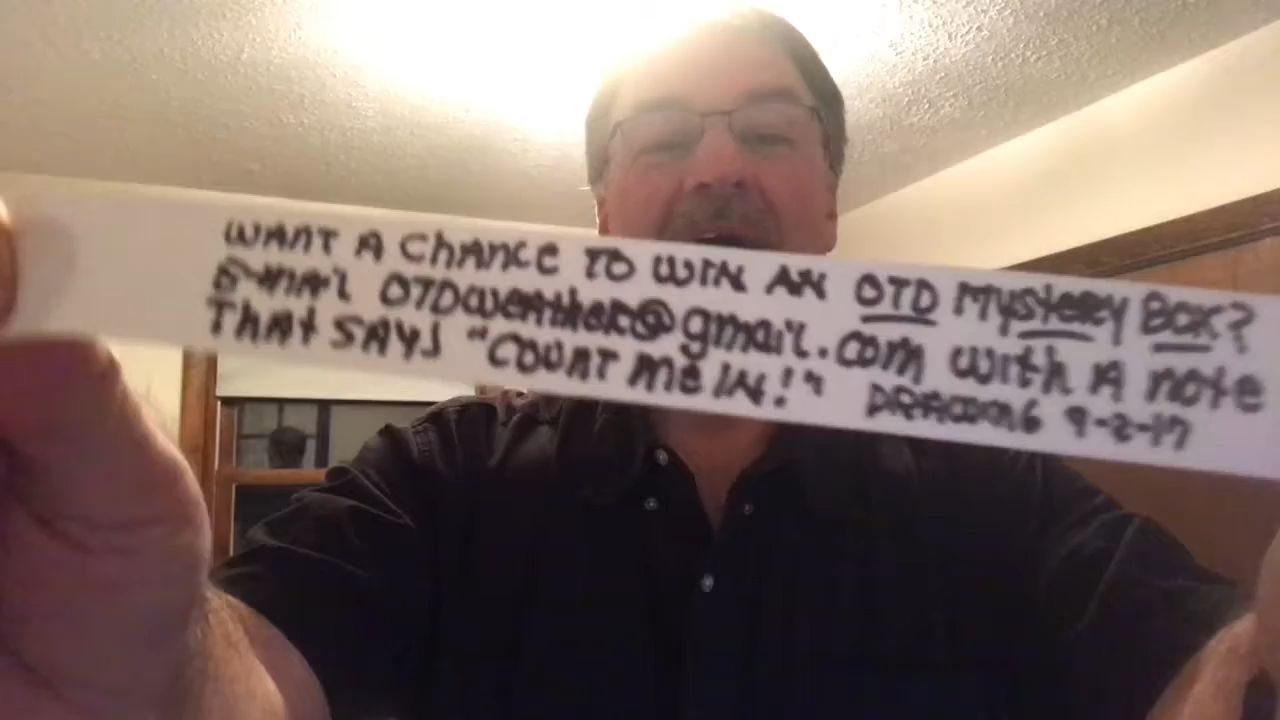 WANT A CHANCE TO WIN AN OTD MYSTERY BOX?
E-MAIL OTDweather@gmail.com with A note
THAT SAYS "COUNT ME IN!" DRAWING 9-2-17